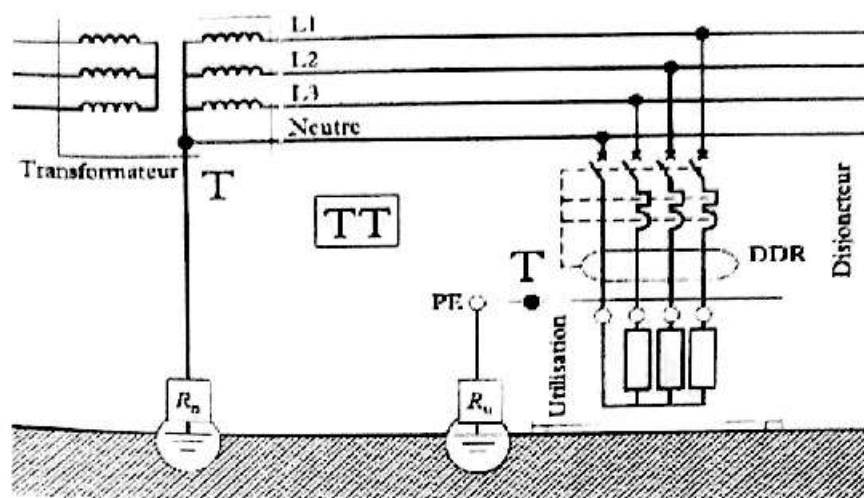 L1
L2
L3
Neutre
Transformateur
T
TT
T
DDR
Disjoncteur
PE
Utilisation
Rn
Ru